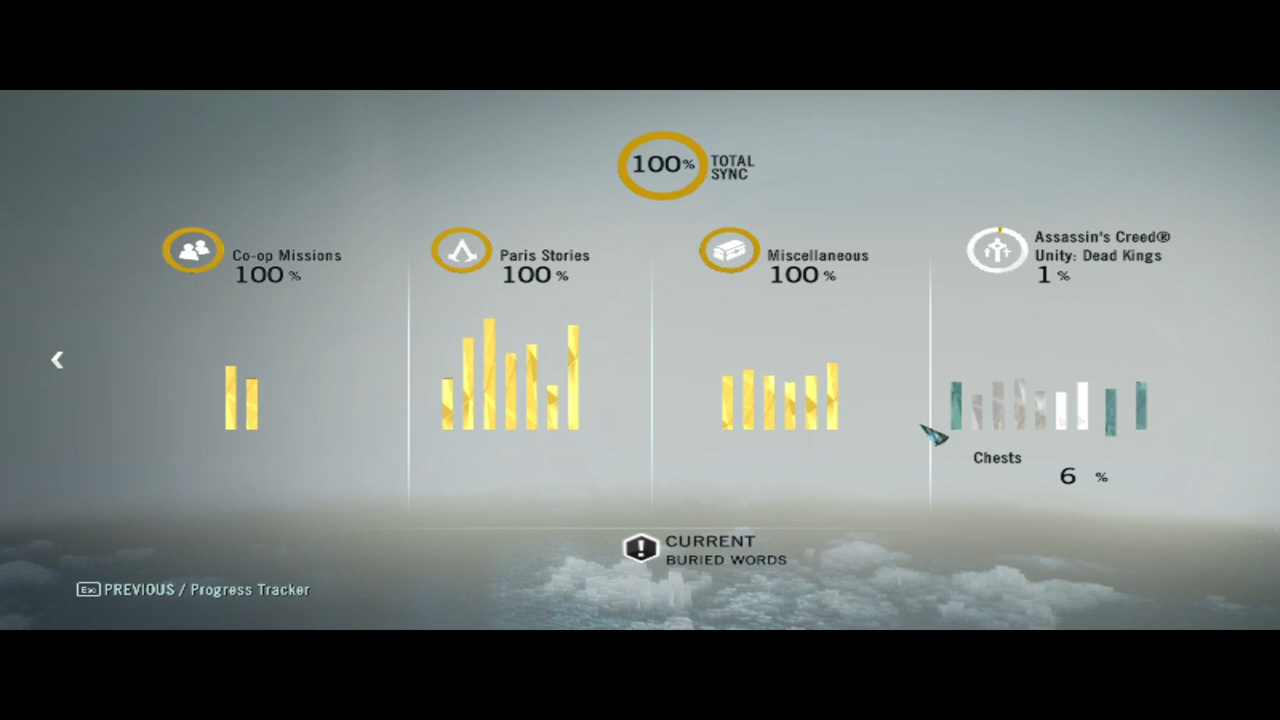 100%
TOTAL
SYNC
Co-op Missions
100 %
Paris Stories
100 %
Miscellaneous
100 %
Assassin's Creed®
Unity: Dead Kings
1 %
Chests
6 %
CURRENT
BURIED WORDS
Esc PREVIOUS / Progress Tracker